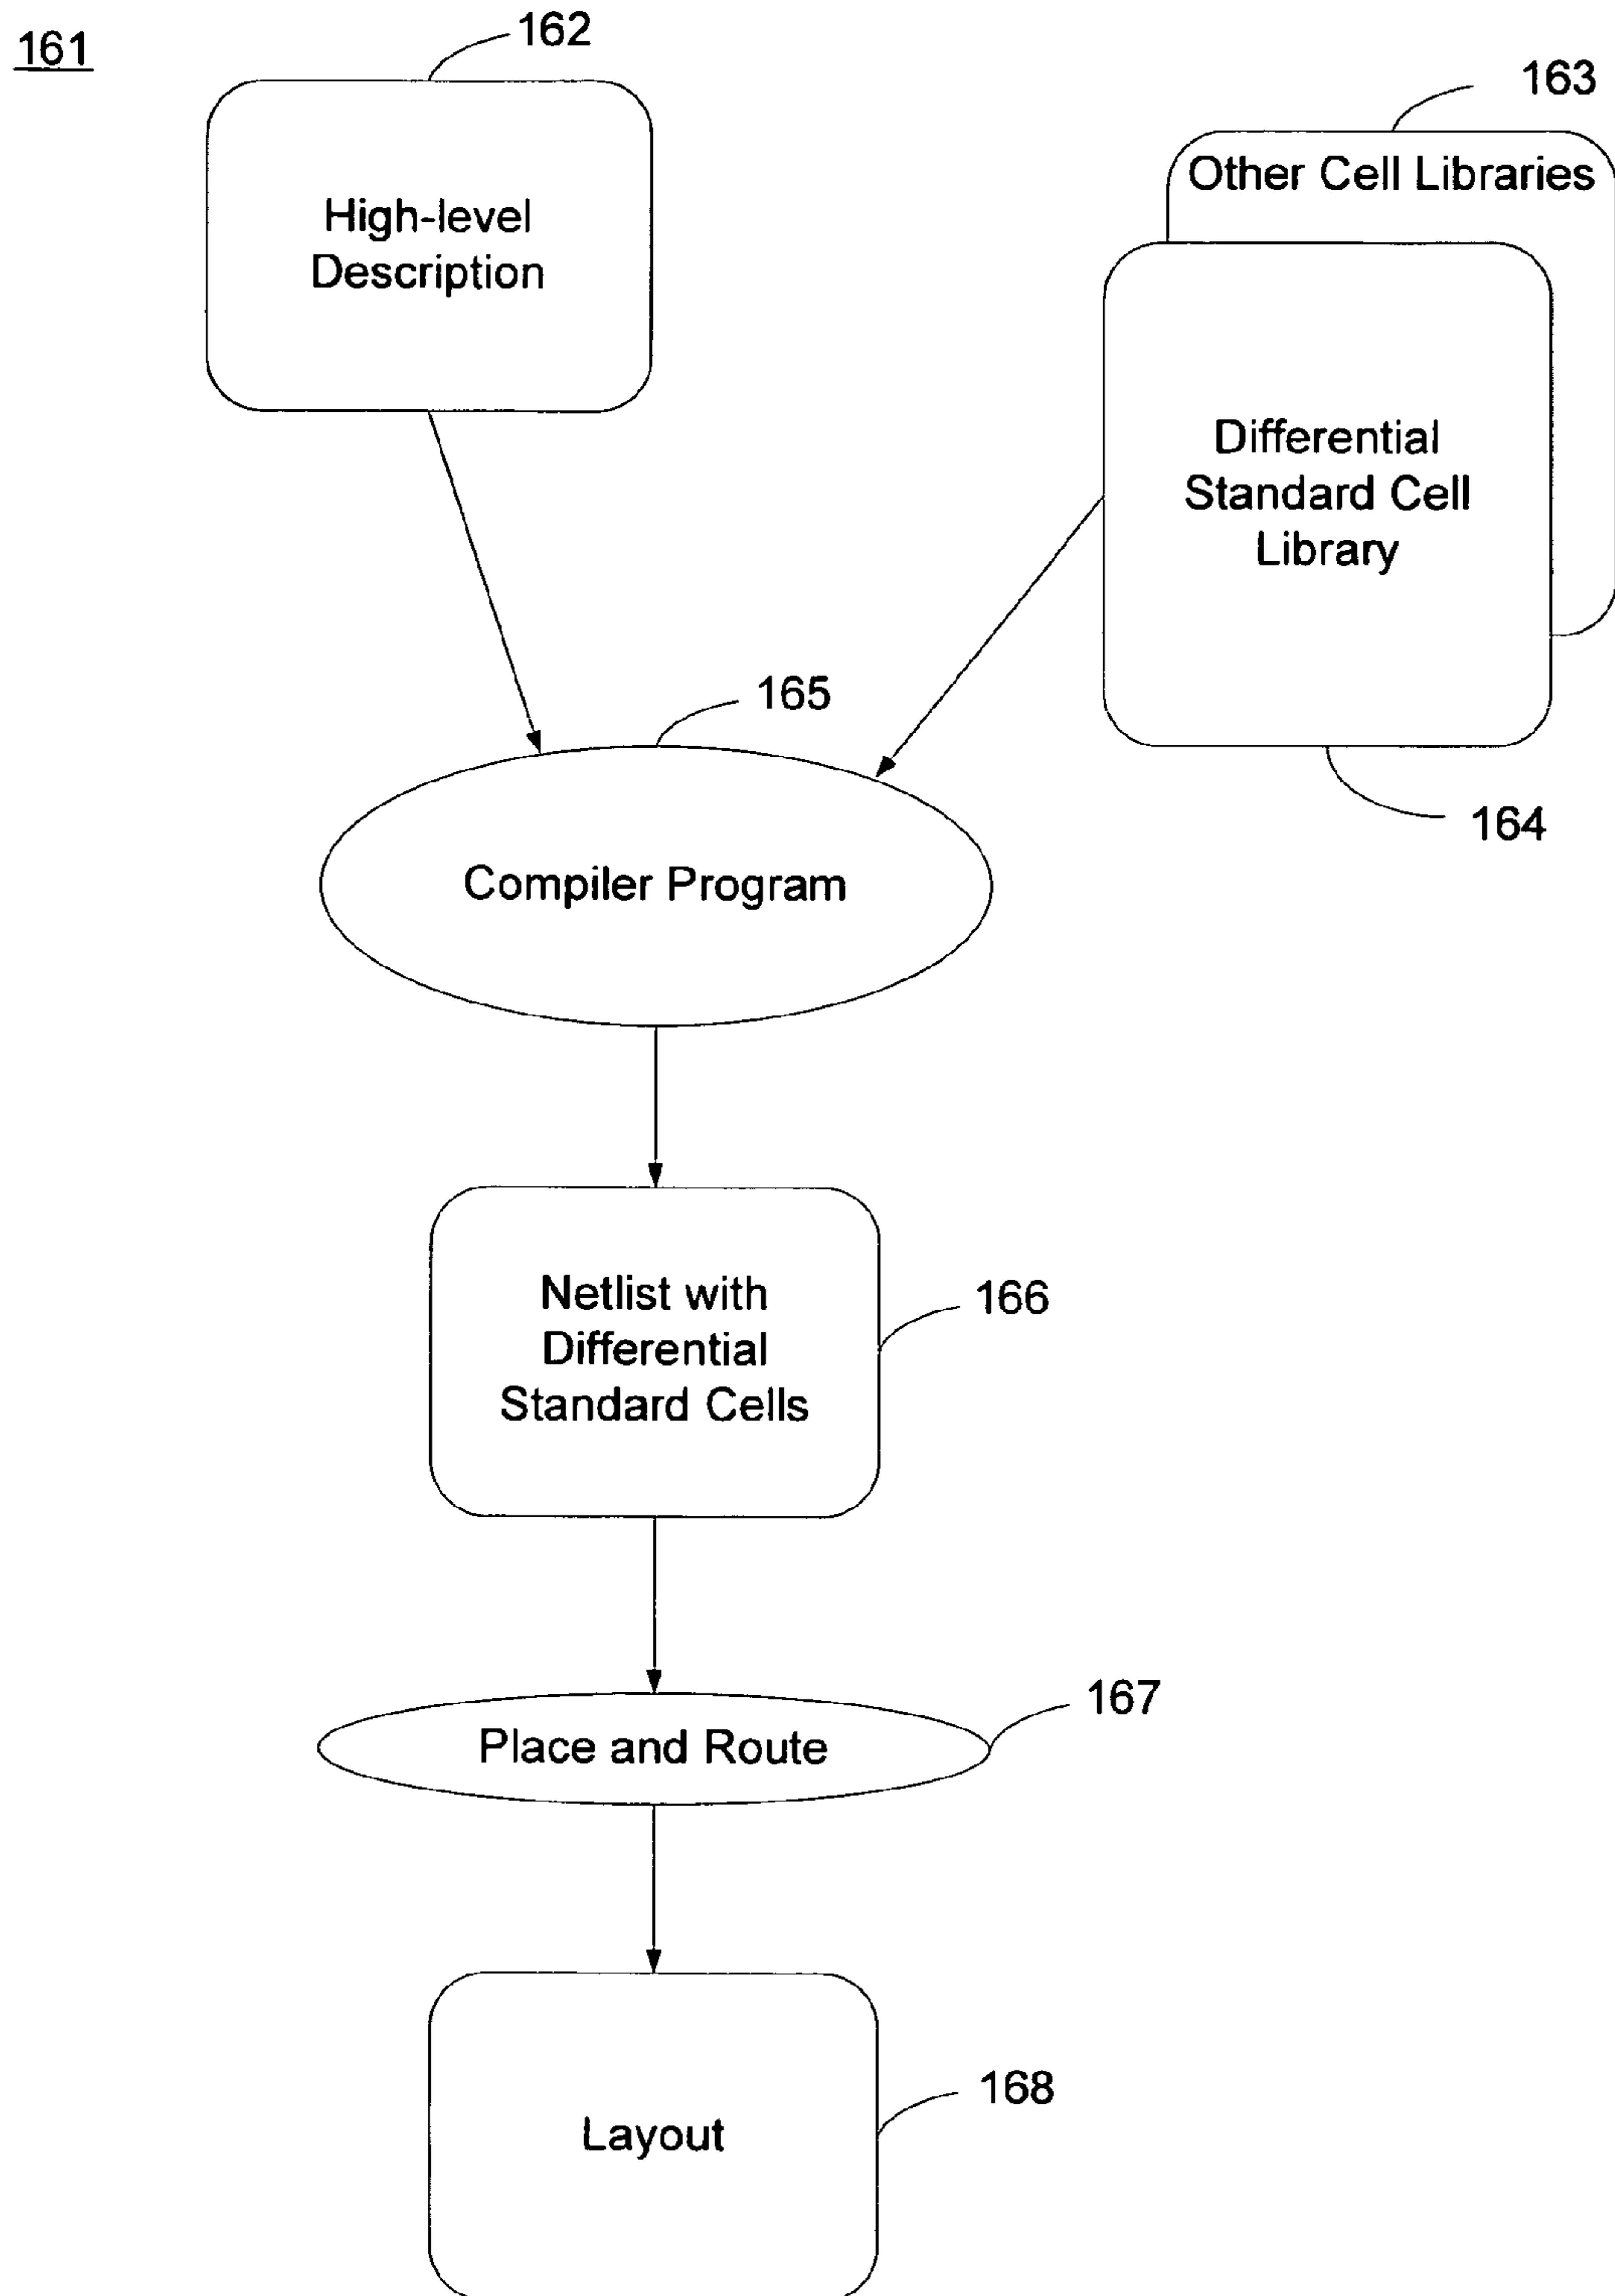 161
162
High-level
Description
163
Other Cell Libraries
Differential
Standard Cell
Library
164
165
Compiler Program
Netlist with
Differential
Standard Cells
166
167
Place and Route
Layout
168